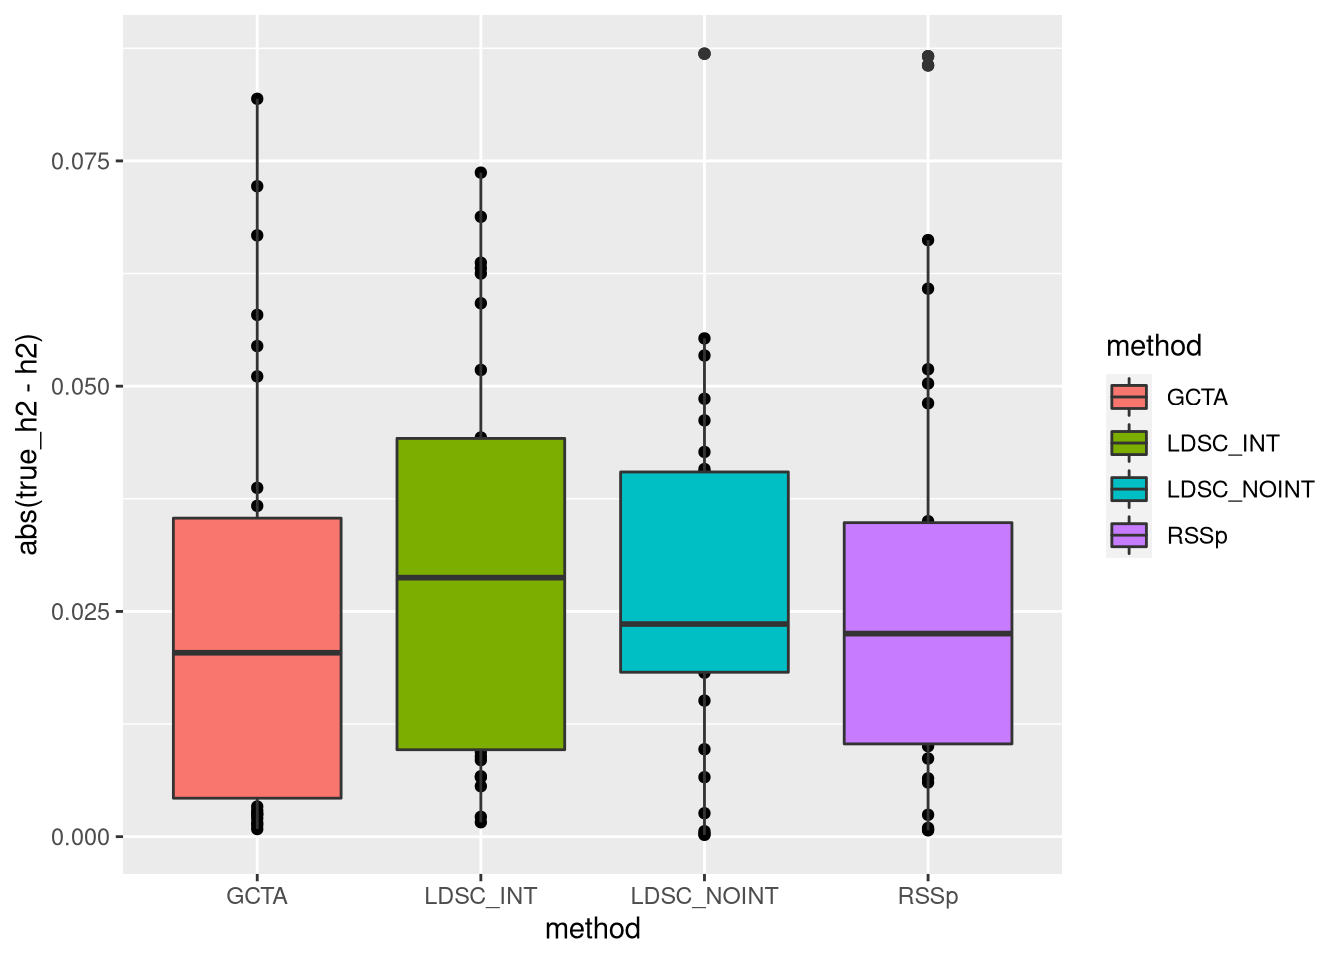 abs(true_h2 - h2)
0.075
0.050
0.025
0.000
GCTA
LDSC_INT
LDSC_NOINT
RSSp
method
method
GCTA
LDSC_INT
LDSC_NOINT
RSSp